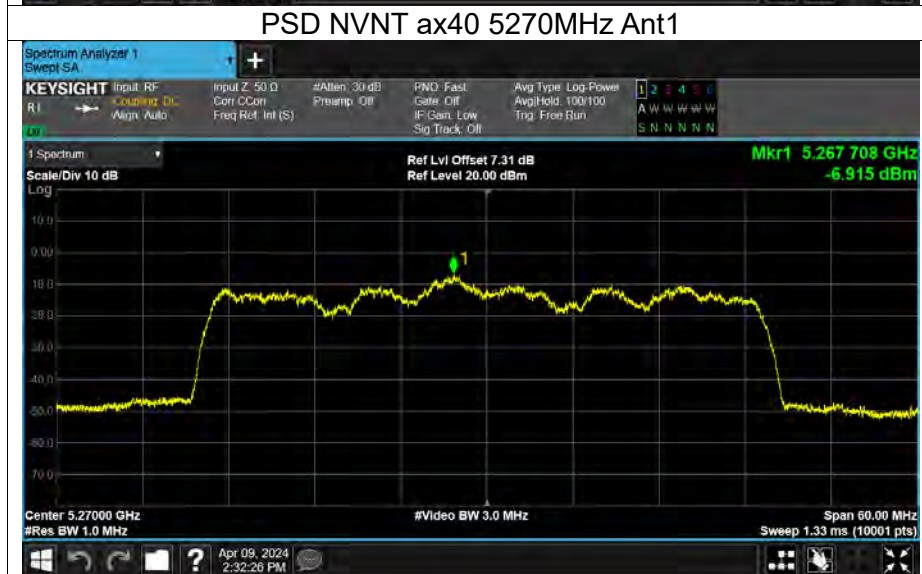 PSD NVNT ax40 5270MHz Ant1
Spectrum Analyzer 1
Swept SA
+
KEYSIGHT Input: RF Input Z: 50 Ω #Atten: 30 dB PNO: Fast Avg Type: Log-Power 1 2 3 4 5 6
R L Coupling: DC Corr CCorr Preamp: Off Gate: Off Avg|Hold: 100/100 A W W W W W
Align: Auto Freq Ref: Int (S) IF Gain: Low Trig: Free Run
Sig Track: Off S N N N N N
1 Spectrum
Ref Lvl Offset 7.31 dB Mkr1 5.267 708 GHz
Scale/Div 10 dB Ref Level 20.00 dBm -6.915 dBm
Log
10.0
0.00
1
-10.0
-20.0
-30.0
-40.0
-50.0
-60.0
-70.0
Center 5.27000 GHz #Video BW 3.0 MHz Span 60.00 MHz
#Res BW 1.0 MHz Sweep 1.33 ms (10001 pts)
? Apr 09, 2024
2:32:26 PM